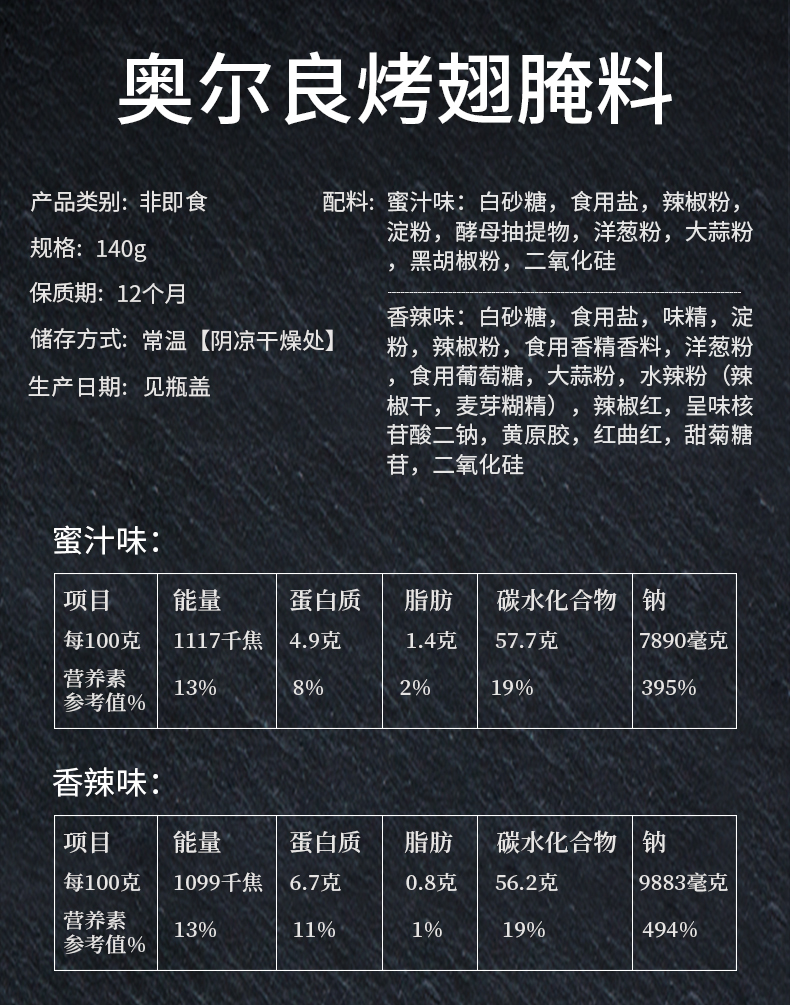 奥尔良烤翅腌料
产品类别：非即食
规格：140g
保质期：12个月
储存方式：常温【阴凉干燥处】
生产日期：见瓶盖
配料：蜜汁味：白砂糖，食用盐，辣椒粉，
淀粉，酵母抽提物，洋葱粉，大蒜粉
，黑胡椒粉，二氧化硅
香辣味：白砂糖，食用盐，味精，淀
粉，辣椒粉，食用香精香料，洋葱粉
，食用葡萄糖，大蒜粉，水辣粉（辣
椒干，麦芽糊精），辣椒红，呈味核
苷酸二钠，黄原胶，红曲红，甜菊糖
苷，二氧化硅
蜜汁味：
项目 能量 蛋白质 脂肪 碳水化合物 钠
每100克 1117千焦 4.9克 1.4克 57.7克 7890毫克
营养素
参考值% 13% 8% 2% 19% 395%
香辣味：
项目 能量 蛋白质 脂肪 碳水化合物 钠
每100克 1099千焦 6.7克 0.8克 56.2克 9883毫克
营养素
参考值% 13% 11% 1% 19% 494%